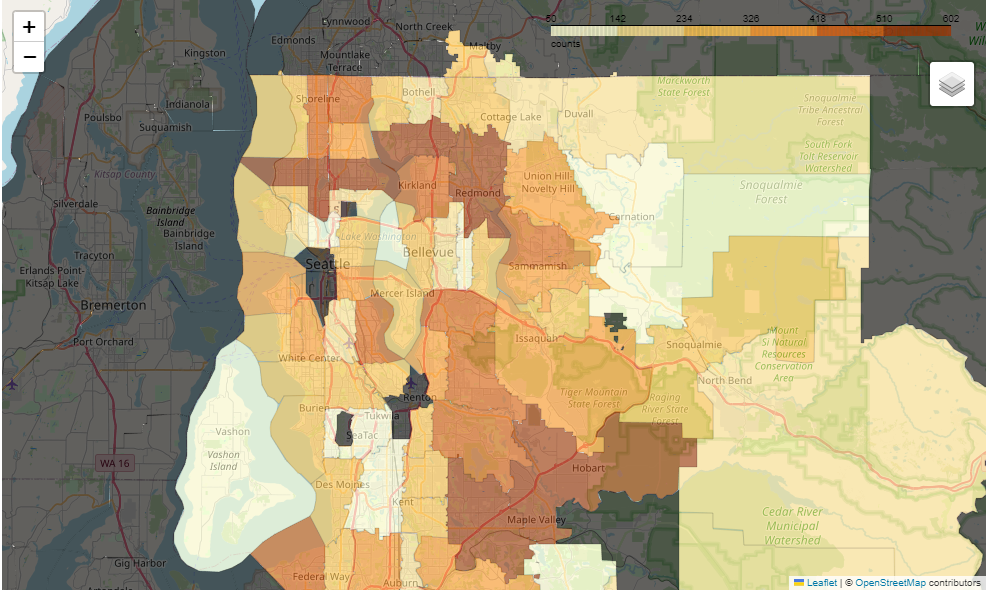 +
−
50 142 234 326 418 510 602
counts
Lynnwood
North Creek
Edmonds
Maltby
Kingston
Mountlake
Terrace
Bothell
Marckworth
State Forest
Shoreline
Indianola
Snoqualmie
Tribe Ancestral
Forest
Poulsbo
Cottage Lake
Duvall
Suquamish
South Fork
Tolt Reservoir
Watershed
Kitsap County
Kirkland
Redmond
Union Hill-
Novelty Hill
Snoqualmie
Forest
Silverdale
Bainbridge
Island
Bainbridge
Island
Carnation
Lake Washington
Tracyton
Bellevue
Seattle
Sammamish
Erlands Point-
Kitsap Lake
Mercer Island
Bremerton
Port Orchard
Issaquah
Snoqualmie
Mount
Si Natural
Resources
Conservation
Area
White Center
North Bend
Tiger Mountain
State Forest
Raging
River State
Forest
Renton
Burien
Tukwila
Vashon
SeaTac
Vashon
Island
WA 16
Hobart
Des Moines
Kent
Maple Valley
Cedar River
Municipal
Watershed
Gig Harbor
Federal Way
Auburn
Leaflet | © OpenStreetMap contributors